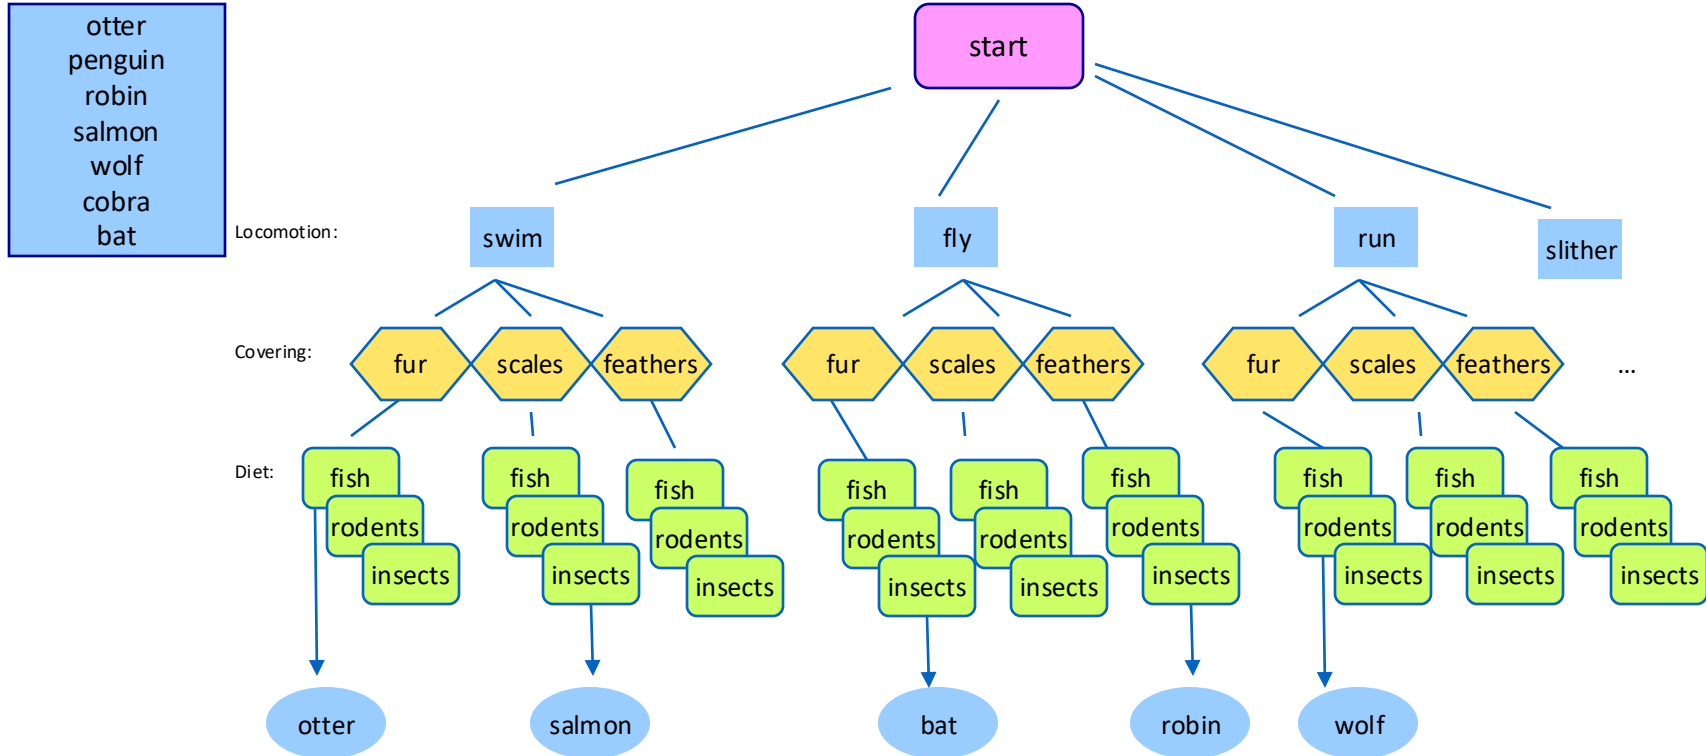 otter
penguin
robin
salmon
wolf
cobra
bat
start
Locomotion:
swim
fly
run
slither
Covering:
fur
scales
feathers
fur
scales
feathers
fur
scales
feathers
...
Diet:
fish
rodents
insects
fish
rodents
insects
fish
rodents
insects
fish
rodents
insects
fish
rodents
insects
fish
rodents
insects
fish
rodents
insects
fish
rodents
insects
fish
rodents
insects
otter
salmon
bat
robin
wolf